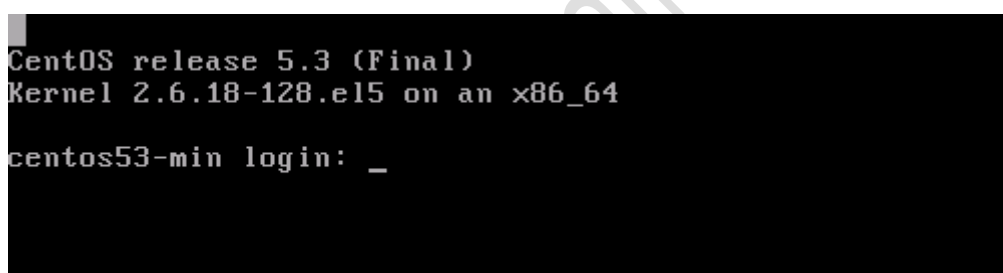 CentOS release 5.3 (Final)
Kernel 2.6.18-128.el5 on an x86_64
centos53-min login: _